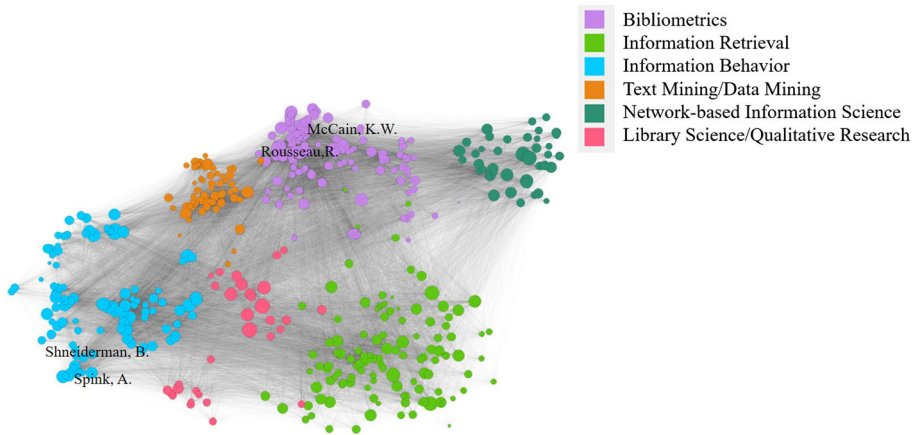 Bibliometrics
Information Retrieval
Information Behavior
Text Mining/Data Mining
Network-based Information Science
Library Science/Qualitative Research
McCain, K.W.
Rousseau,R.
Shneiderman, B.
Spink, A.